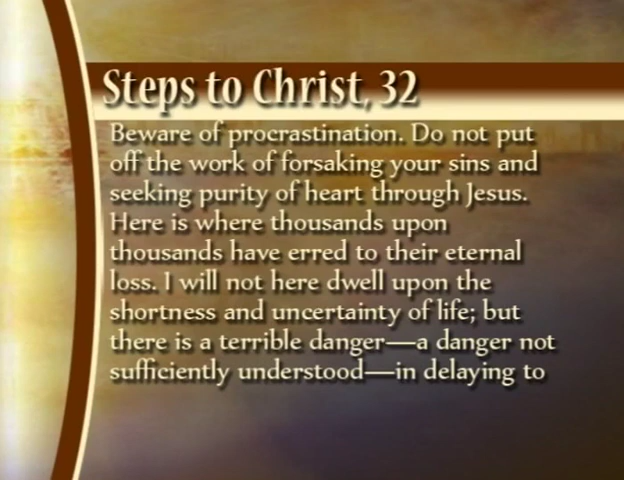 Steps to Christ, 32
Beware of procrastination. Do not put
off the work of forsaking your sins and
seeking purity of heart through Jesus.
Here is where thousands upon
thousands have erred to their eternal
loss. I will not here dwell upon the
shortness and uncertainty of life; but
there is a terrible danger—a danger not
sufficiently understood—in delaying to